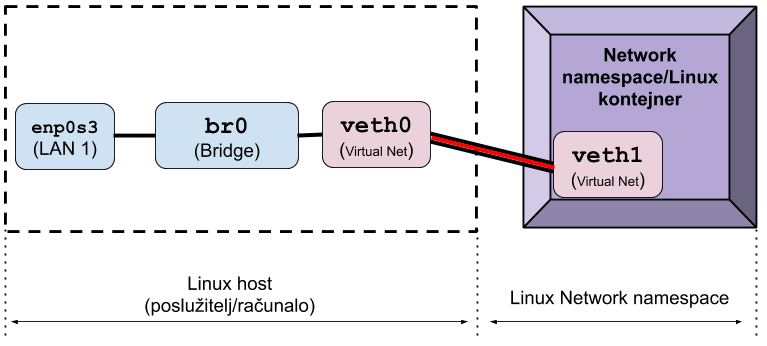 Network
namespace/Linux
kontejner
enp0s3
(LAN 1)
br0
(Bridge)
veth0
(Virtual Net)
veth1
(Virtual Net)
Linux host
(poslužitelj/računalo)
Linux Network namespace